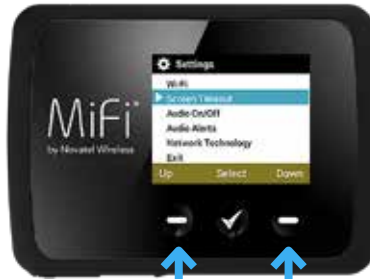 Settings
Wi-Fi
Screen Timeout
Audio On/Off
Audio Alerts
Network Technology
Exit
Up Select Down
MiFi
by Novatel Wireless